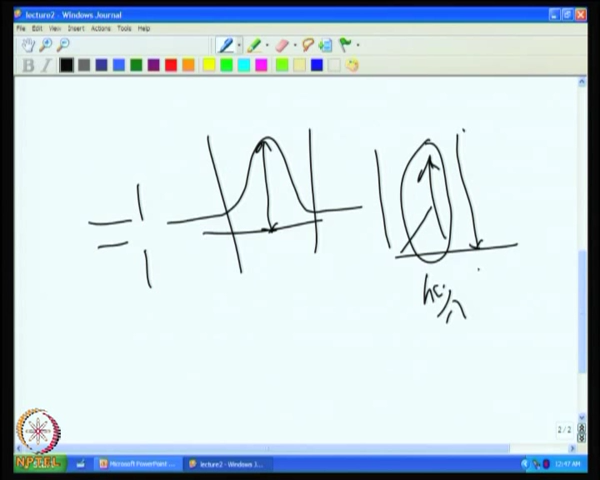 lecture2 - Windows Journal
File Edit View Insert Actions Tools Help
B I
hc/λ
2 / 2
NPTEL
start
Microsoft PowerPoint ...
lecture2 - Windows J...
12:47 AM